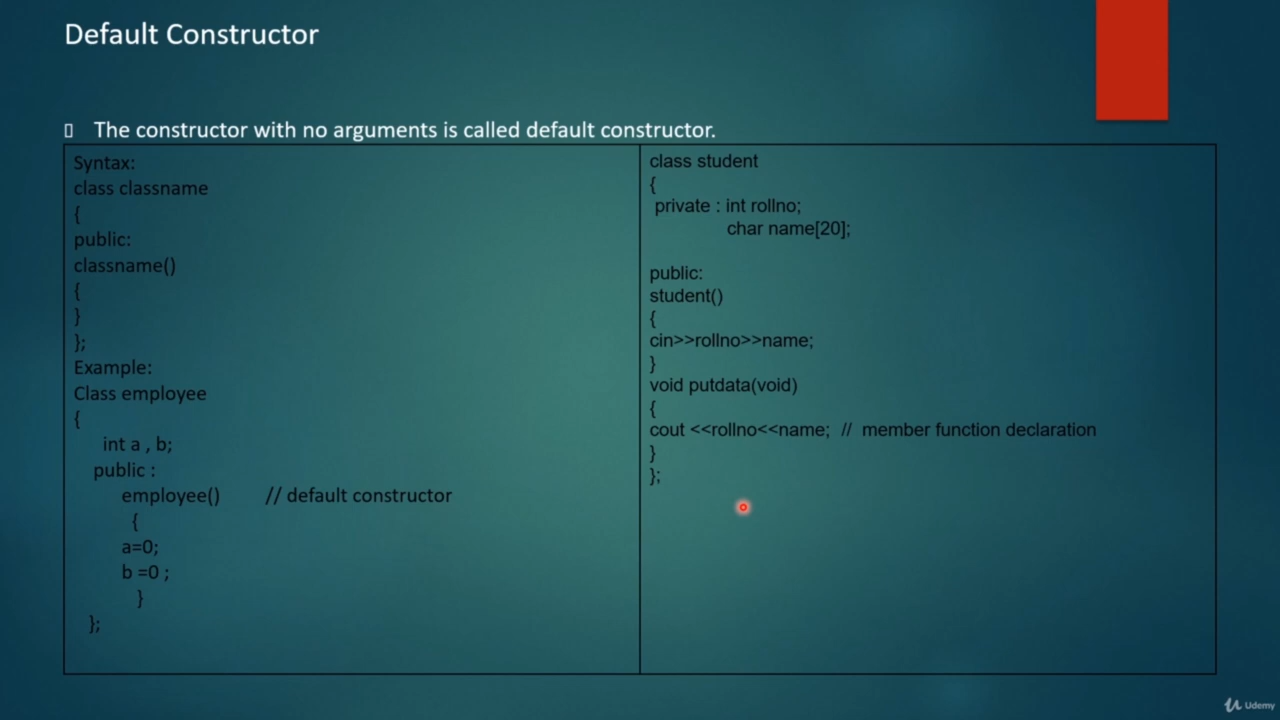 Default Constructor
The constructor with no arguments is called default constructor.
Syntax:
class classname
{
public:
classname()
{
}
};
Example:
Class employee
{
int a , b;
public :
employee() // default constructor
{
a=0;
b =0 ;
}
};
class student
{
private : int rollno;
char name[20];
public:
student()
{
cin>>rollno>>name;
}
void putdata(void)
{
cout <<rollno<<name; // member function declaration
}
};
Udemy